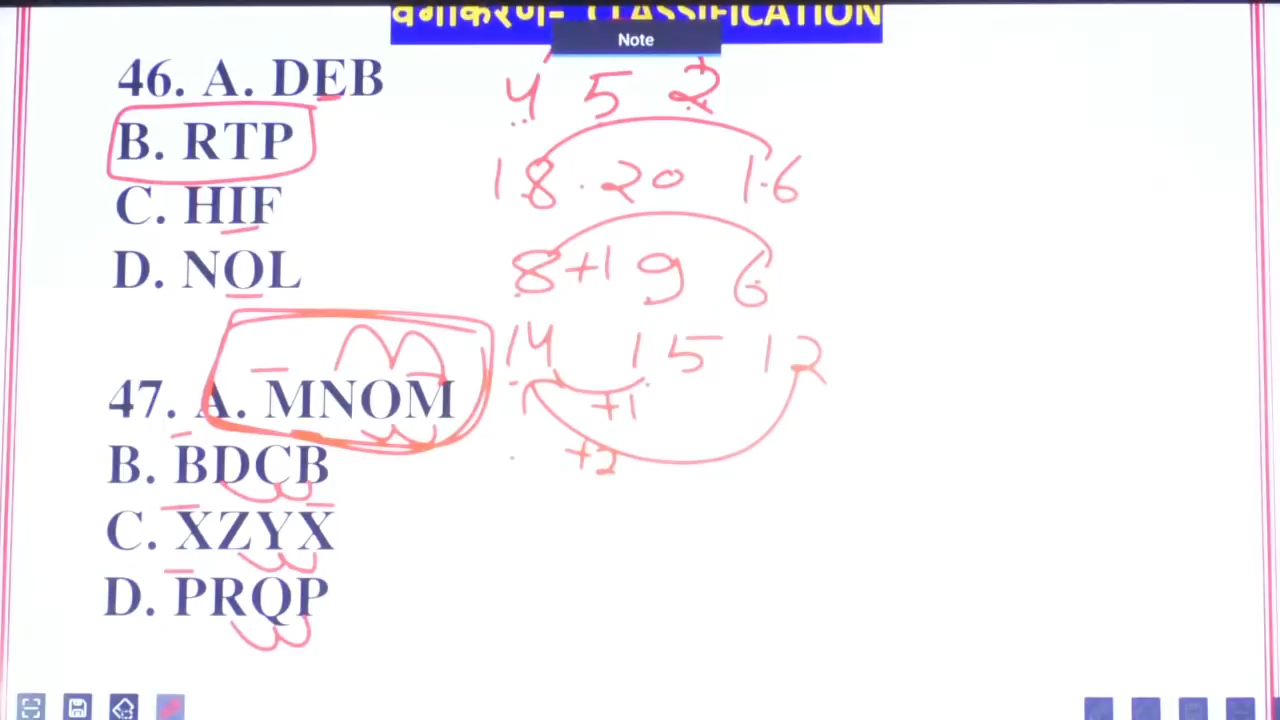 वर्गीकरण- CLASSIFICATION
Note
46. A. DEB 4 5 2
B. RTP 18 20 16
C. HIF 8 +1 9 6
D. NOL 14 15 12
+1
47. A. MNOM
+2
B. BDCB
C. XZYX
D. PRQP